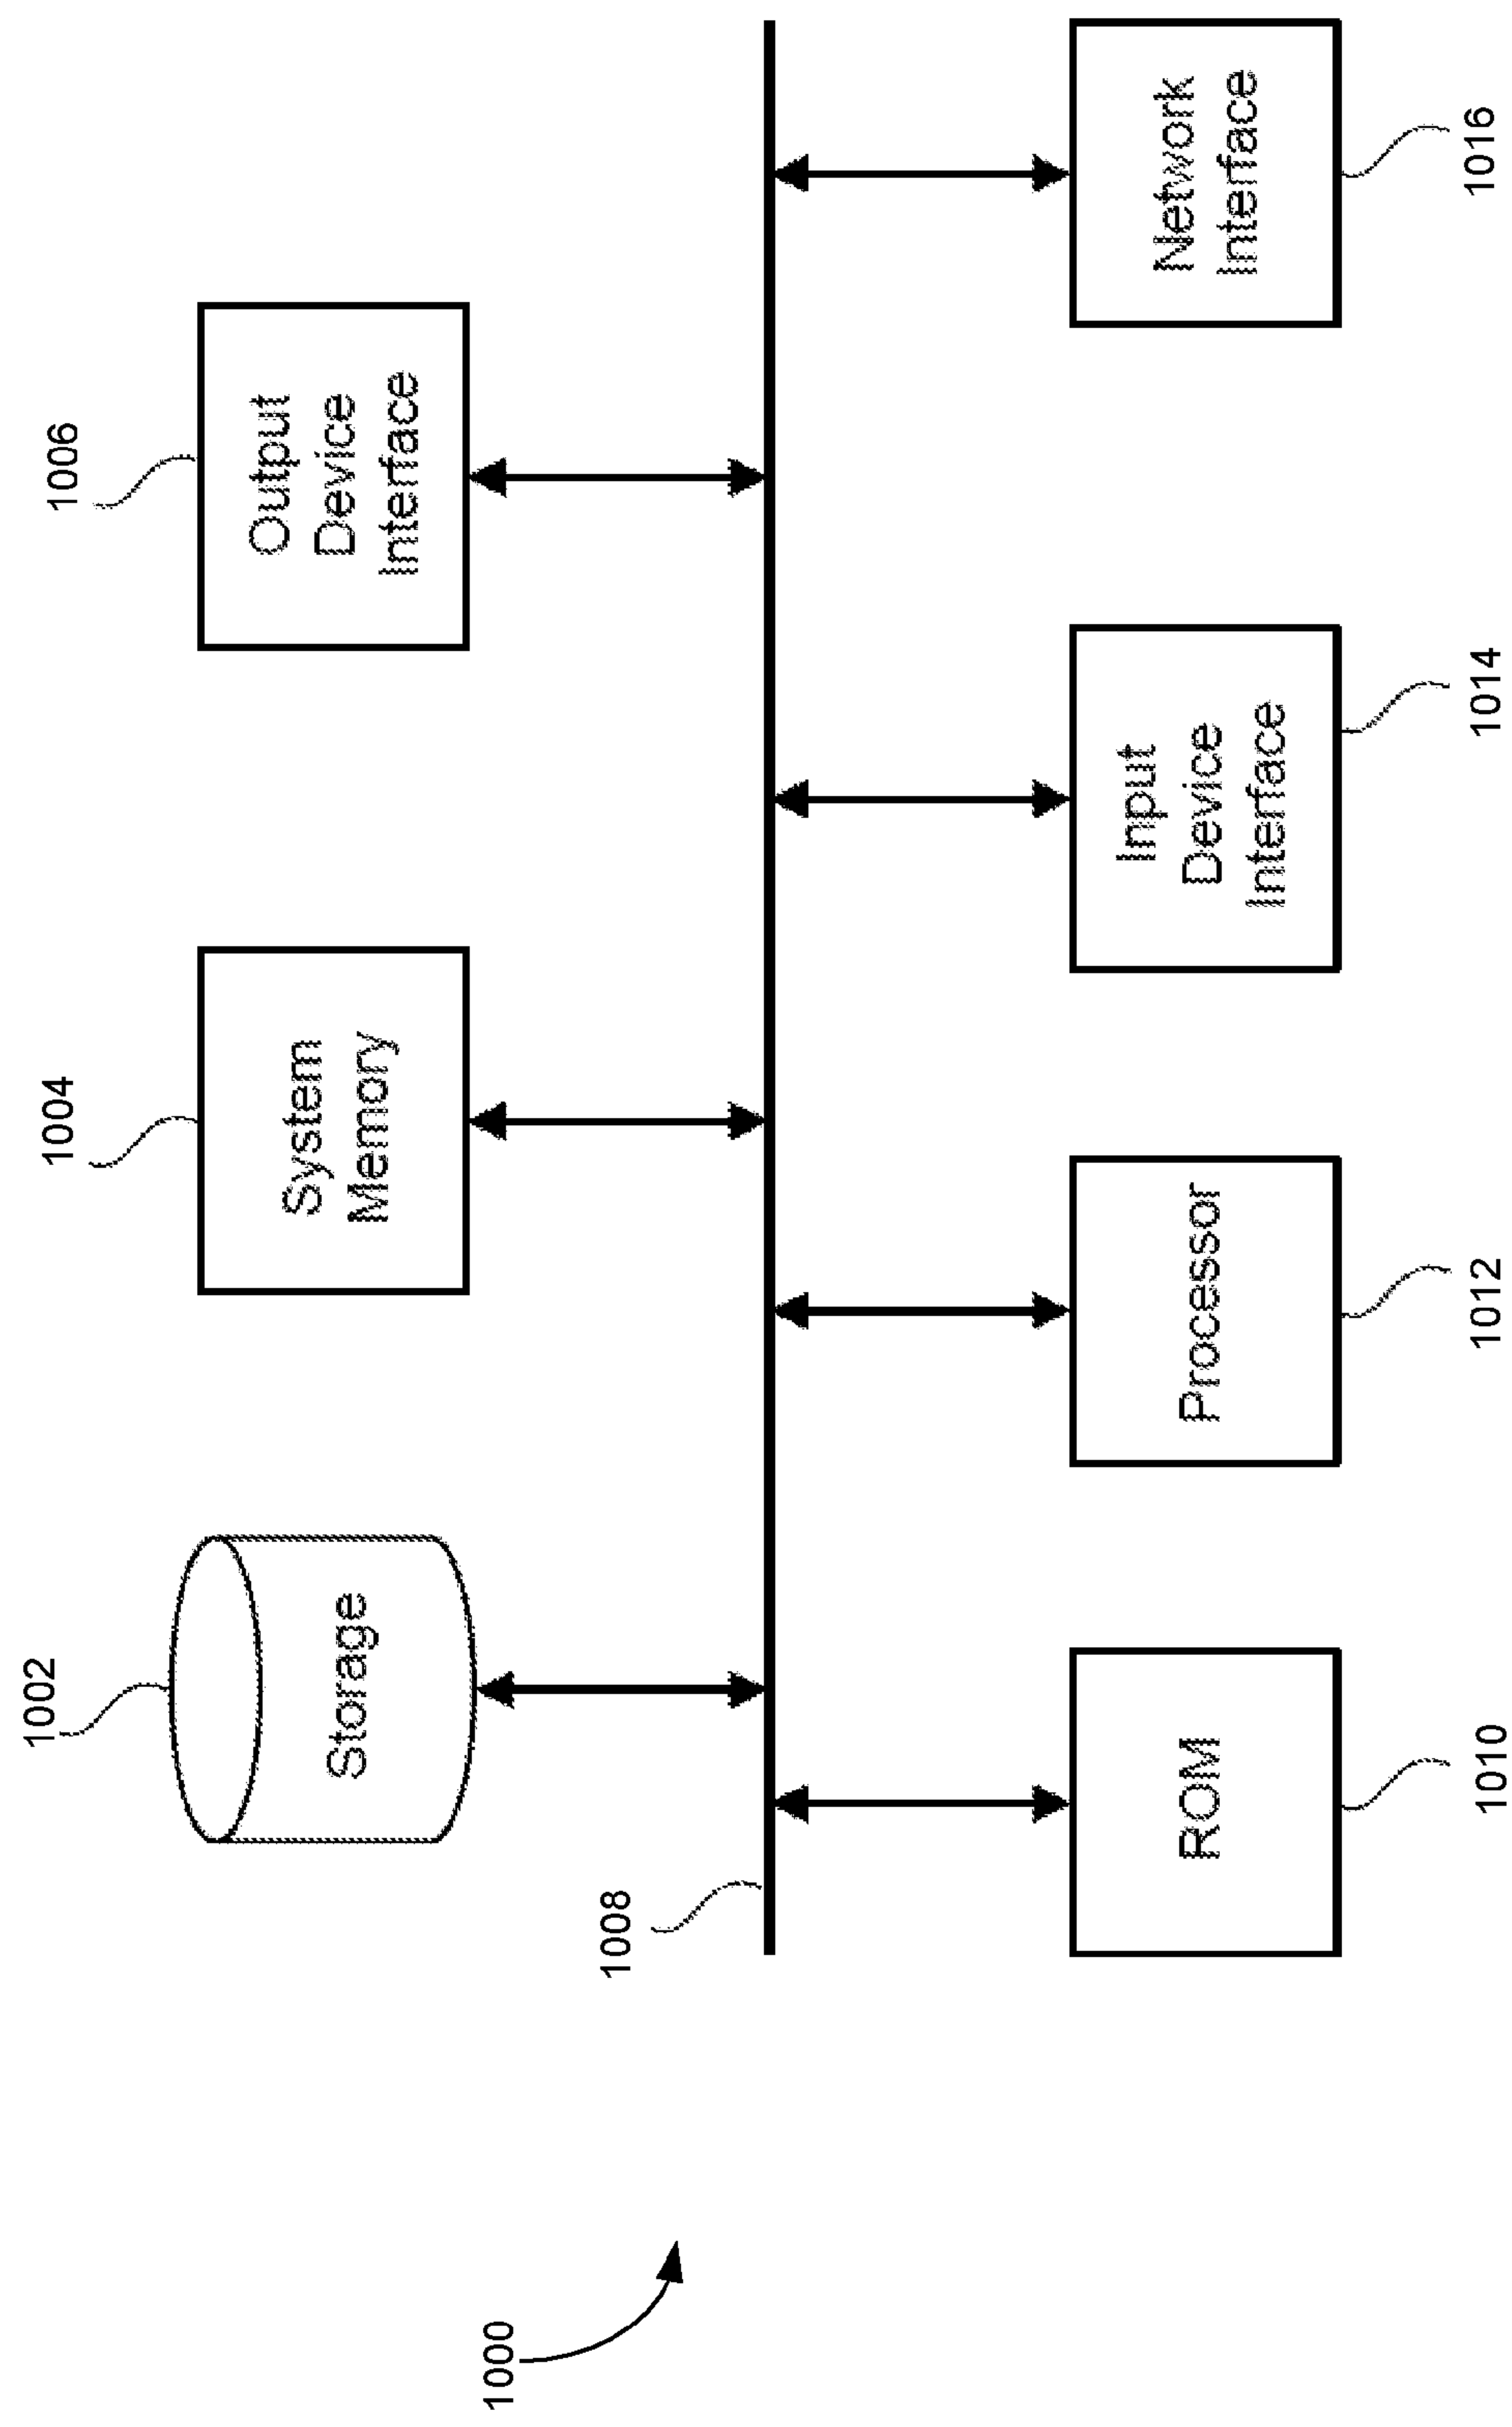 1002
1004
1006
Storage
System
Memory
Output
Device
Interface
1008
1000
ROM
Processor
Input
Device
Interface
Network
Interface
1010
1012
1014
1016